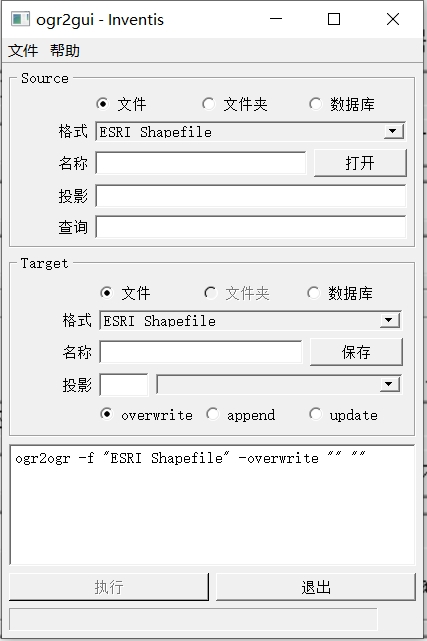 ogr2gui - Inventis
文件 帮助
Source
文件 文件夹 数据库
格式 ESRI Shapefile
名称 打开
投影
查询
Target
文件 文件夹 数据库
格式 ESRI Shapefile
名称 保存
投影
overwrite append update
ogr2ogr -f "ESRI Shapefile" -overwrite "" ""
执行 退出